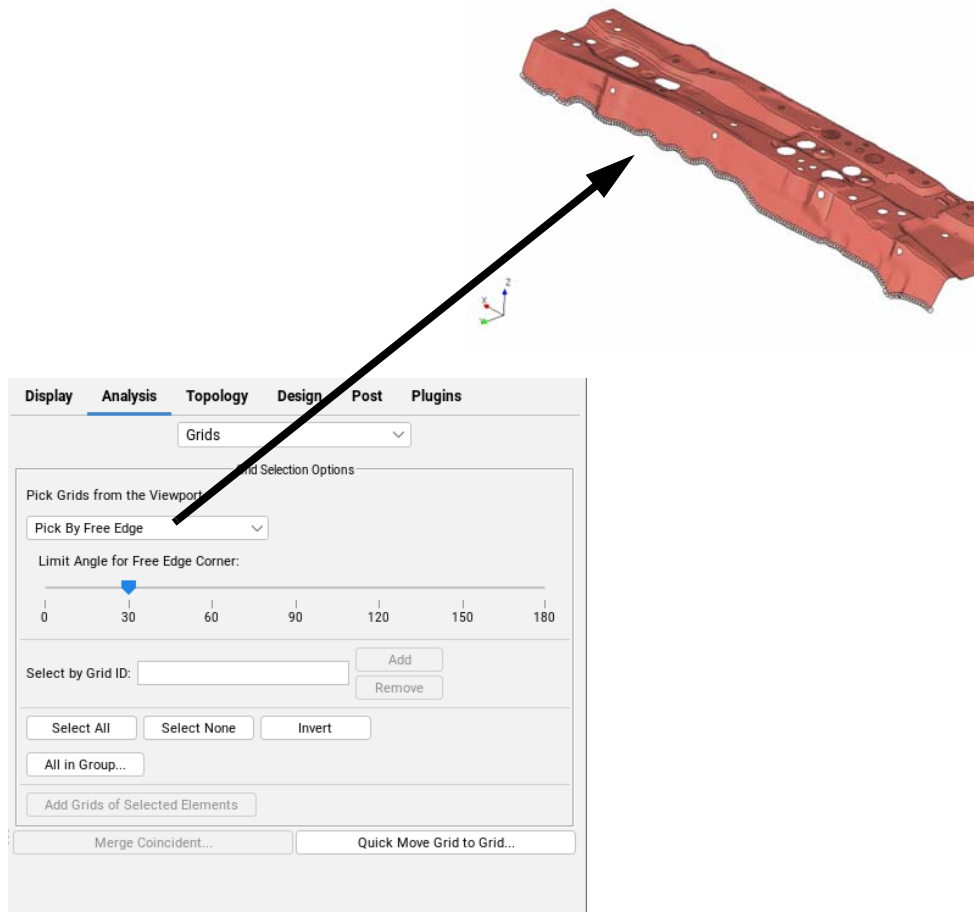 Z
X
Display Analysis Topology Design Post Plugins
Grids
Selection Options
Pick Grids from the Viewport
Pick By Free Edge
Limit Angle for Free Edge Corner:
0 30 60 90 120 150 180
Select by Grid ID:
Add
Remove
Select All Select None Invert
All in Group...
Add Grids of Selected Elements
Merge Coincident... Quick Move Grid to Grid...